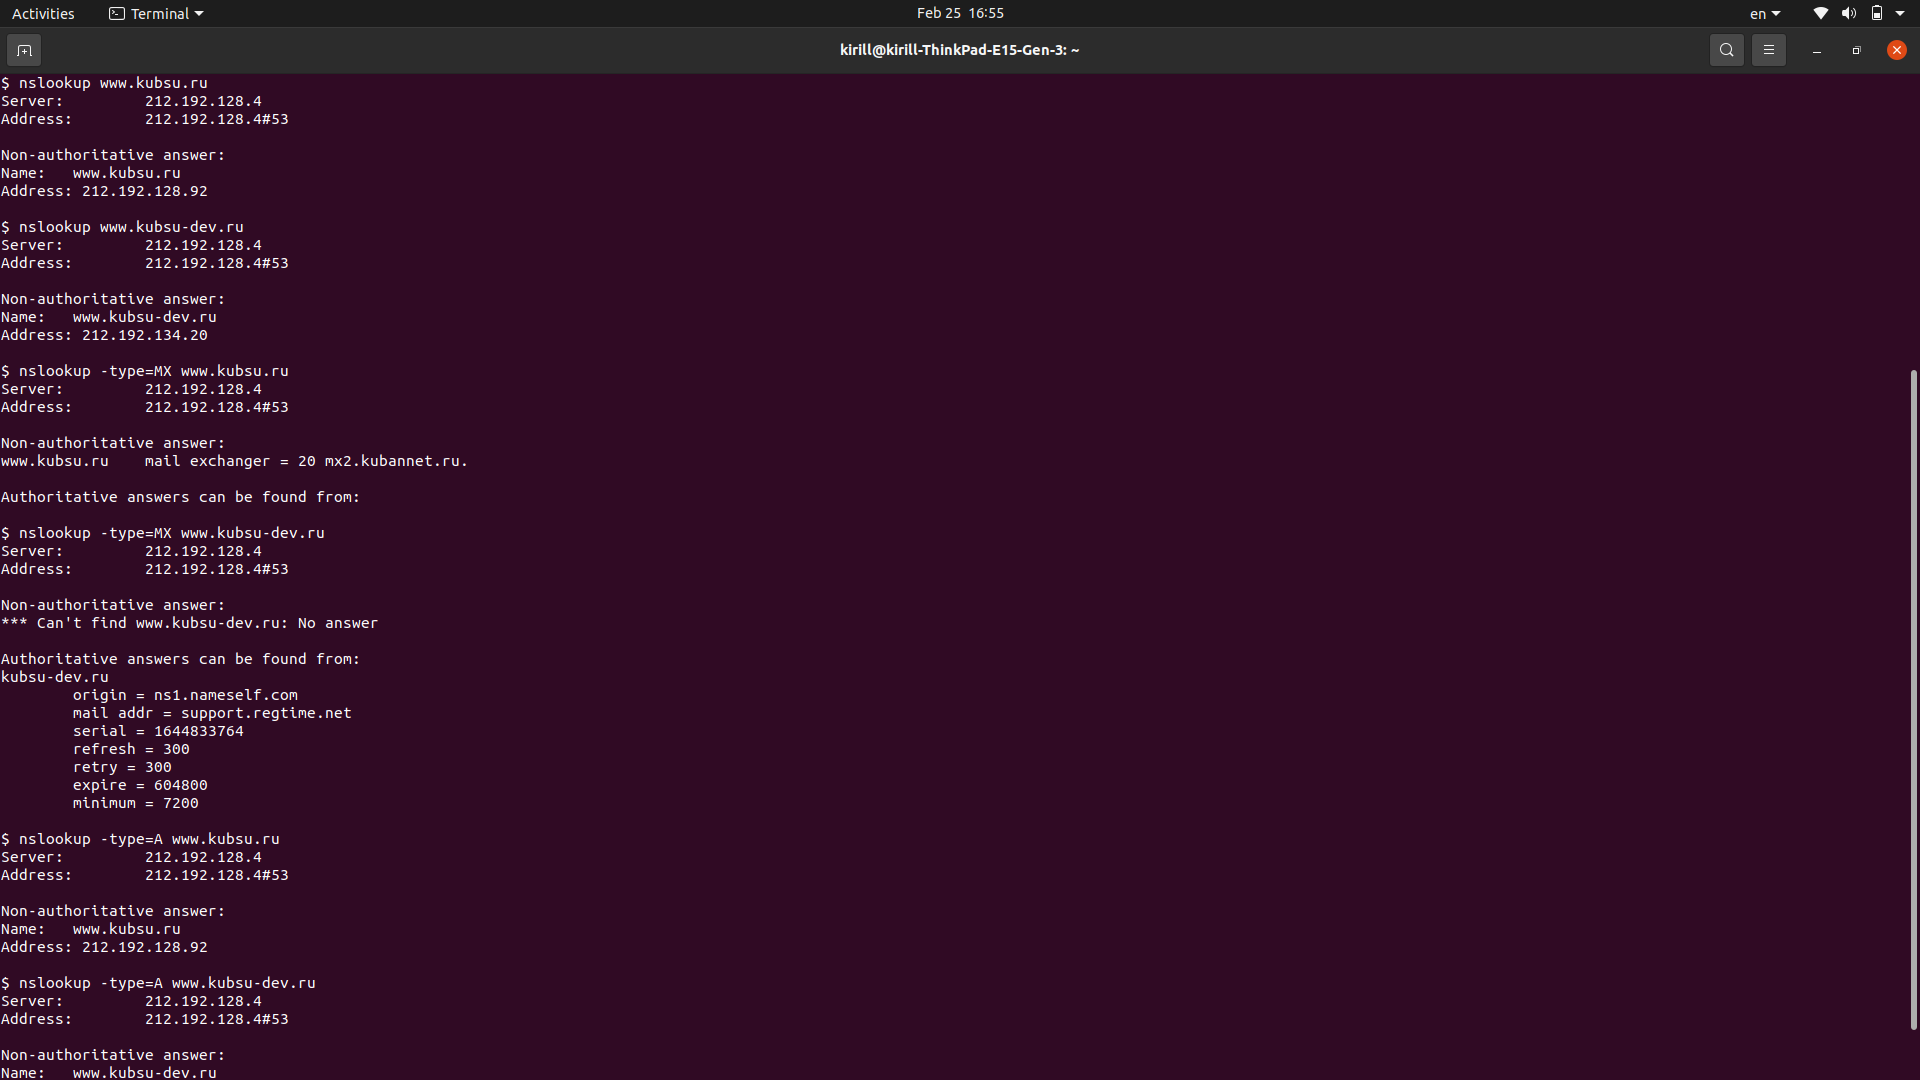 Activities Terminal Feb 25 16:55 en
kirill@kirill-ThinkPad-E15-Gen-3: ~
$ nslookup www.kubsu.ru
Server: 212.192.128.4
Address: 212.192.128.4#53
Non-authoritative answer:
Name: www.kubsu.ru
Address: 212.192.128.92
$ nslookup www.kubsu-dev.ru
Server: 212.192.128.4
Address: 212.192.128.4#53
Non-authoritative answer:
Name: www.kubsu-dev.ru
Address: 212.192.134.20
$ nslookup -type=MX www.kubsu.ru
Server: 212.192.128.4
Address: 212.192.128.4#53
Non-authoritative answer:
www.kubsu.ru mail exchanger = 20 mx2.kubannet.ru.
Authoritative answers can be found from:
$ nslookup -type=MX www.kubsu-dev.ru
Server: 212.192.128.4
Address: 212.192.128.4#53
Non-authoritative answer:
*** Can't find www.kubsu-dev.ru: No answer
Authoritative answers can be found from:
kubsu-dev.ru
origin = ns1.nameself.com
mail addr = support.regtime.net
serial = 1644833764
refresh = 300
retry = 300
expire = 604800
minimum = 7200
$ nslookup -type=A www.kubsu.ru
Server: 212.192.128.4
Address: 212.192.128.4#53
Non-authoritative answer:
Name: www.kubsu.ru
Address: 212.192.128.92
$ nslookup -type=A www.kubsu-dev.ru
Server: 212.192.128.4
Address: 212.192.128.4#53
Non-authoritative answer:
Name: www.kubsu-dev.ru